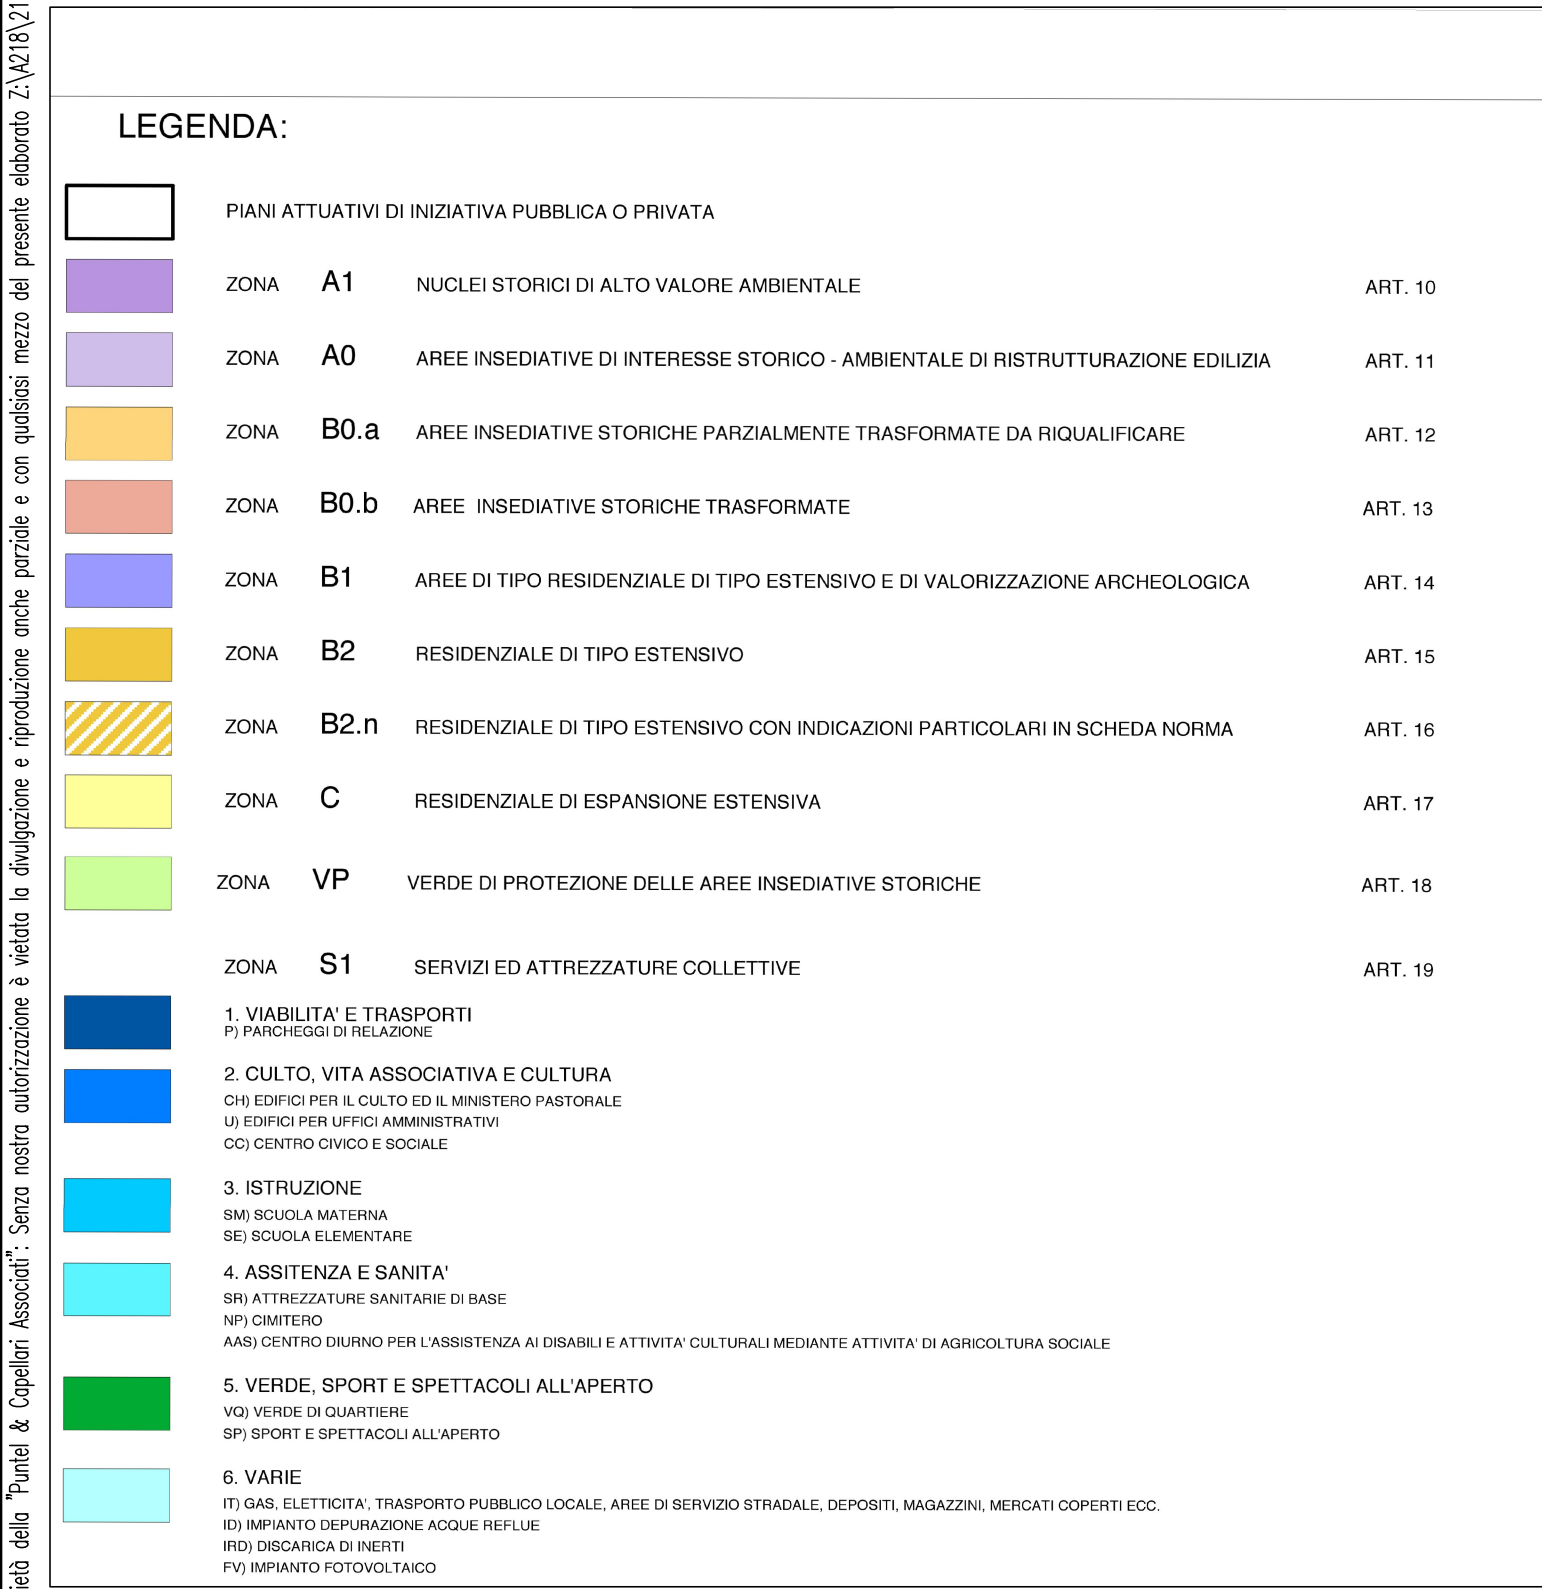 LEGENDA:
PIANI ATTUATIVI DI INIZIATIVA PUBBLICA O PRIVATA
ZONA A1 NUCLEI STORICI DI ALTO VALORE AMBIENTALE ART. 10
ZONA A0 AREE INSEDIATIVE DI INTERESSE STORICO - AMBIENTALE DI RISTRUTTURAZIONE EDILIZIA ART. 11
ZONA B0.a AREE INSEDIATIVE STORICHE PARZIALMENTE TRASFORMATE DA RIQUALIFICARE ART. 12
ZONA B0.b AREE INSEDIATIVE STORICHE TRASFORMATE ART. 13
ZONA B1 AREE DI TIPO RESIDENZIALE DI TIPO ESTENSIVO E DI VALORIZZAZIONE ARCHEOLOGICA ART. 14
ZONA B2 RESIDENZIALE DI TIPO ESTENSIVO ART. 15
ZONA B2.n RESIDENZIALE DI TIPO ESTENSIVO CON INDICAZIONI PARTICOLARI IN SCHEDA NORMA ART. 16
ZONA C RESIDENZIALE DI ESPANSIONE ESTENSIVA ART. 17
ZONA VP VERDE DI PROTEZIONE DELLE AREE INSEDIATIVE STORICHE ART. 18
ZONA S1 SERVIZI ED ATTREZZATURE COLLETTIVE ART. 19
1. VIABILITA' E TRASPORTI
P) PARCHEGGI DI RELAZIONE
2. CULTO, VITA ASSOCIATIVA E CULTURA
CH) EDIFICI PER IL CULTO ED IL MINISTERO PASTORALE
U) EDIFICI PER UFFICI AMMINISTRATIVI
CC) CENTRO CIVICO E SOCIALE
3. ISTRUZIONE
SM) SCUOLA MATERNA
SE) SCUOLA ELEMENTARE
4. ASSITENZA E SANITA'
SR) ATTREZZATURE SANITARIE DI BASE
NP) CIMITERO
AAS) CENTRO DIURNO PER L'ASSISTENZA AI DISABILI E ATTIVITA' CULTURALI MEDIANTE ATTIVITA' DI AGRICOLTURA SOCIALE
5. VERDE, SPORT E SPETTACOLI ALL'APERTO
VQ) VERDE DI QUARTIERE
SP) SPORT E SPETTACOLI ALL'APERTO
6. VARIE
IT) GAS, ELETTICITA', TRASPORTO PUBBLICO LOCALE, AREE DI SERVIZIO STRADALE, DEPOSITI, MAGAZZINI, MERCATI COPERTI ECC.
ID) IMPIANTO DEPURAZIONE ACQUE REFLUE
IRD) DISCARICA DI INERTI
FV) IMPIANTO FOTOVOLTAICO
ietà della "Puntel & Capellari Associati": Senza nostra autorizzazione è vietata la divulgazione e riproduzione anche parziale e con qualsiasi mezzo del presente elaborato Z:\A218\21